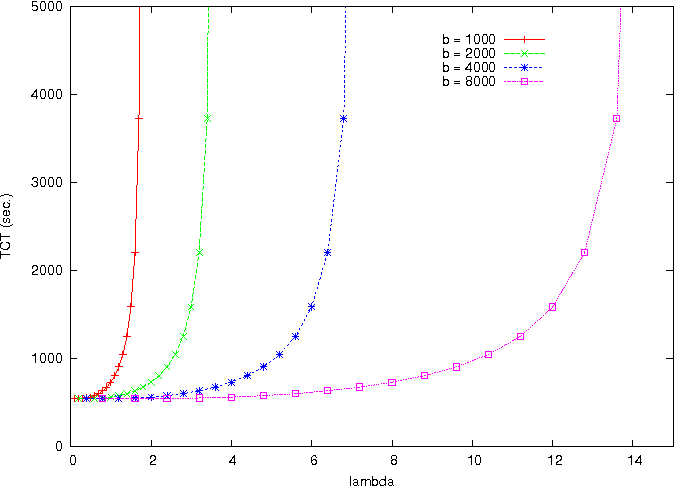 5000
4000
3000
2000
1000
0
TCT (sec.)
b = 1000
b = 2000
b = 4000
b = 8000
0 2 4 6 8 10 12 14
lambda